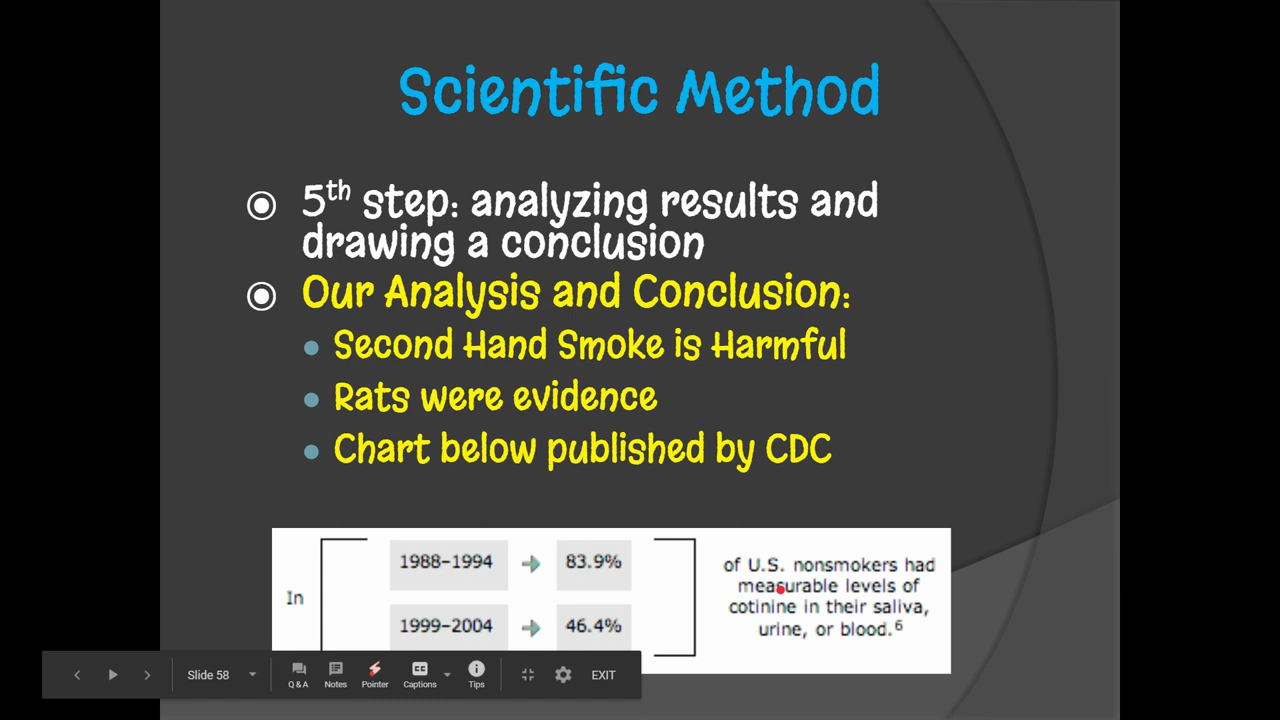 Scientific Method
5th step: analyzing results and
drawing a conclusion
Our Analysis and Conclusion:
Second Hand Smoke is Harmful
Rats were evidence
Chart below published by CDC
In
1988–1994 83.9%
1999–2004 46.4%
of U.S. nonsmokers had
measurable levels of
cotinine in their saliva,
urine, or blood.6
Slide 58
Q & A
Notes
Pointer
CC
Captions
Tips
EXIT